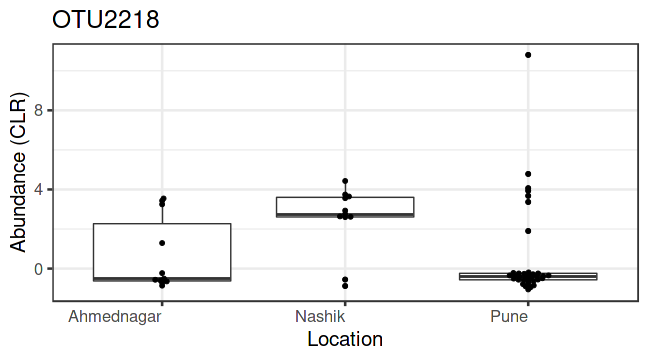 OTU2218
Abundance (CLR)
8
4
0
Ahmednagar
Nashik
Pune
Location